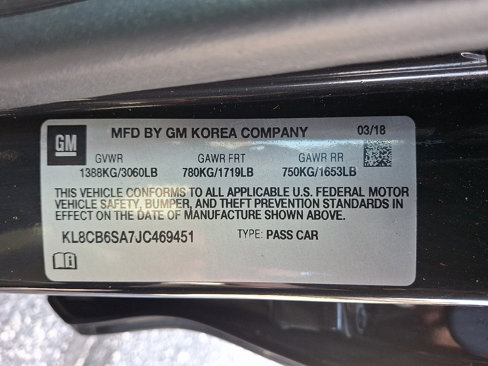 GM MFD BY GM KOREA COMPANY 03/18
GVWR GAWR FRT GAWR RR
1388KG/3060LB 780KG/1719LB 750KG/1653LB
THIS VEHICLE CONFORMS TO ALL APPLICABLE U.S. FEDERAL MOTOR
VEHICLE SAFETY, BUMPER, AND THEFT PREVENTION STANDARDS IN
EFFECT ON THE DATE OF MANUFACTURE SHOWN ABOVE.
KL8CB6SA7JC469451 TYPE: PASS CAR